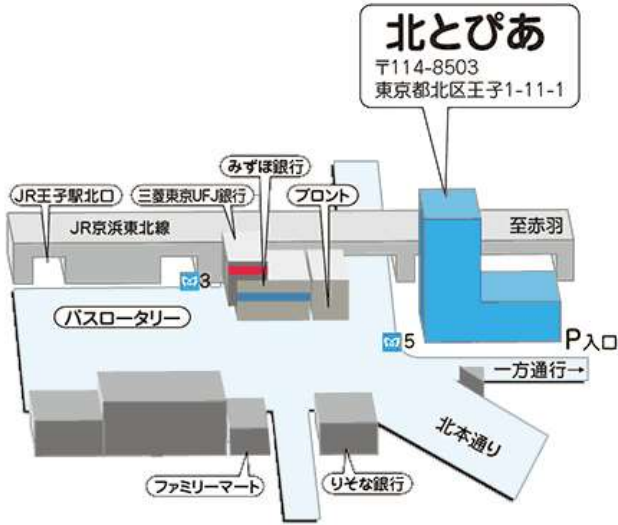 北とぴあ
〒114-8503
東京都北区王子1-11-1
みずほ銀行
JR王子駅北口
三菱東京UFJ銀行
プロント
JR京浜東北線
至赤羽
3
バスロータリー
5
P入口
一方通行→
北本通り
ファミリーマート
りそな銀行